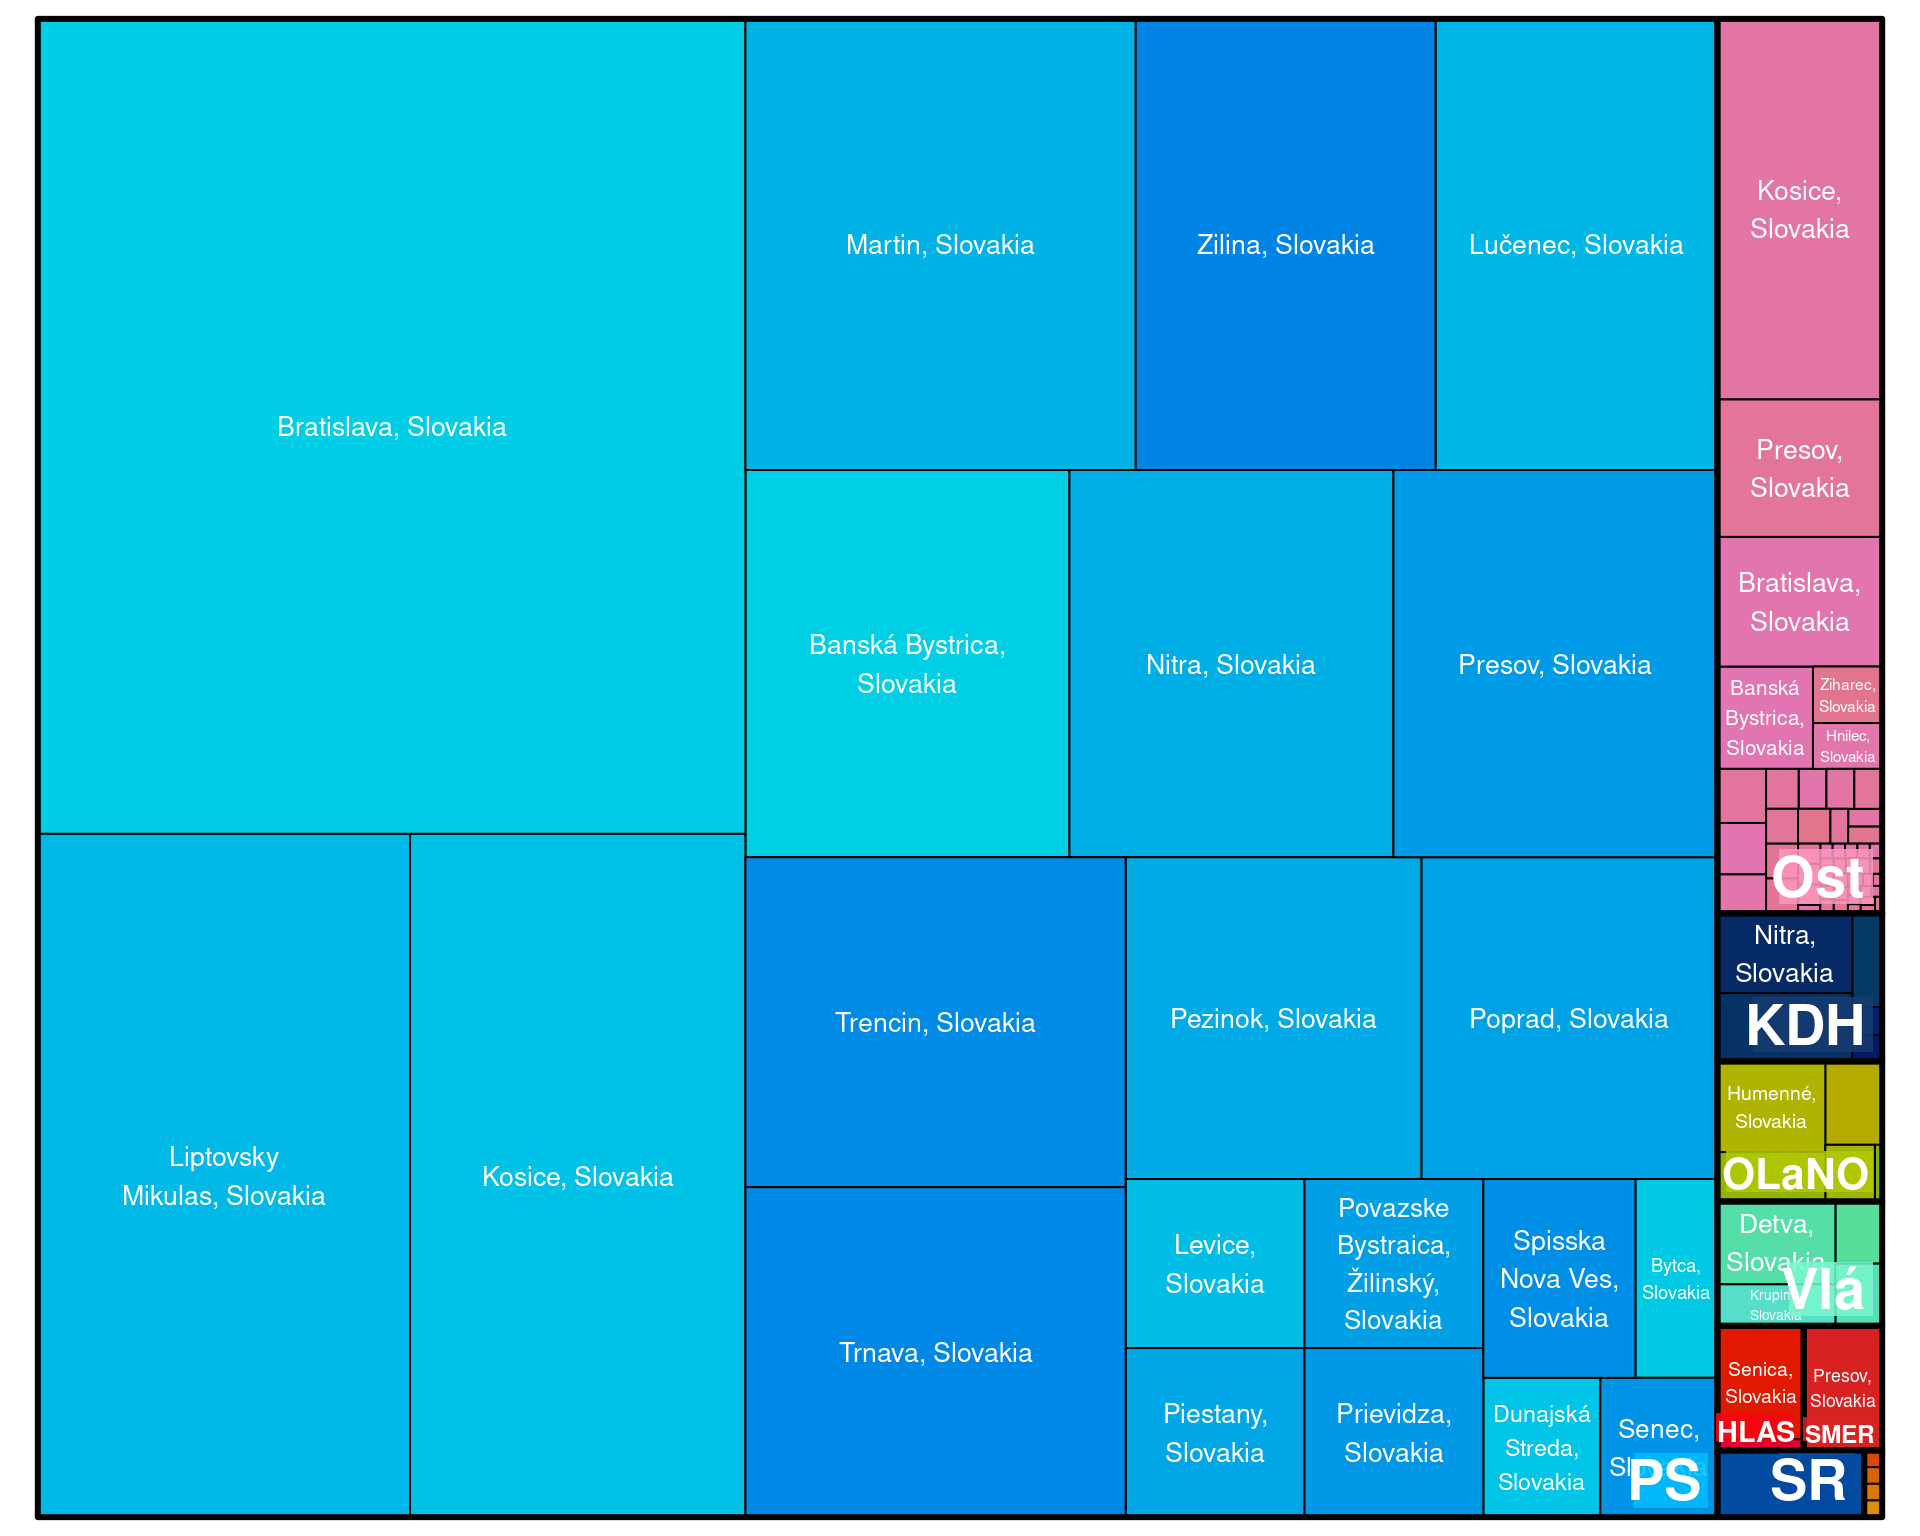 Bratislava, Slovakia
Martin, Slovakia
Zilina, Slovakia
Lučenec, Slovakia
Banská Bystrica,
Slovakia
Nitra, Slovakia
Presov, Slovakia
Liptovsky
Mikulas, Slovakia
Kosice, Slovakia
Trencin, Slovakia
Pezinok, Slovakia
Poprad, Slovakia
Trnava, Slovakia
Levice,
Slovakia
Povazske
Bystraica,
Žilinský,
Slovakia
Spisska
Nova Ves,
Slovakia
Bytca,
Slovakia
Piestany,
Slovakia
Prievidza,
Slovakia
Dunajská
Streda,
Slovakia
Senec,
PS
Kosice,
Slovakia
Presov,
Slovakia
Bratislava,
Slovakia
Banská
Bystrica,
Slovakia
Ziharec,
Slovakia
Hnilec,
Slovakia
Ost
Nitra,
Slovakia
KDH
Humenné,
Slovakia
OLaNO
Detva,
Slovakia
Slovakia
Vlá
Senica,
Slovakia
HLAS
Presov,
Slovakia
SMER
SR